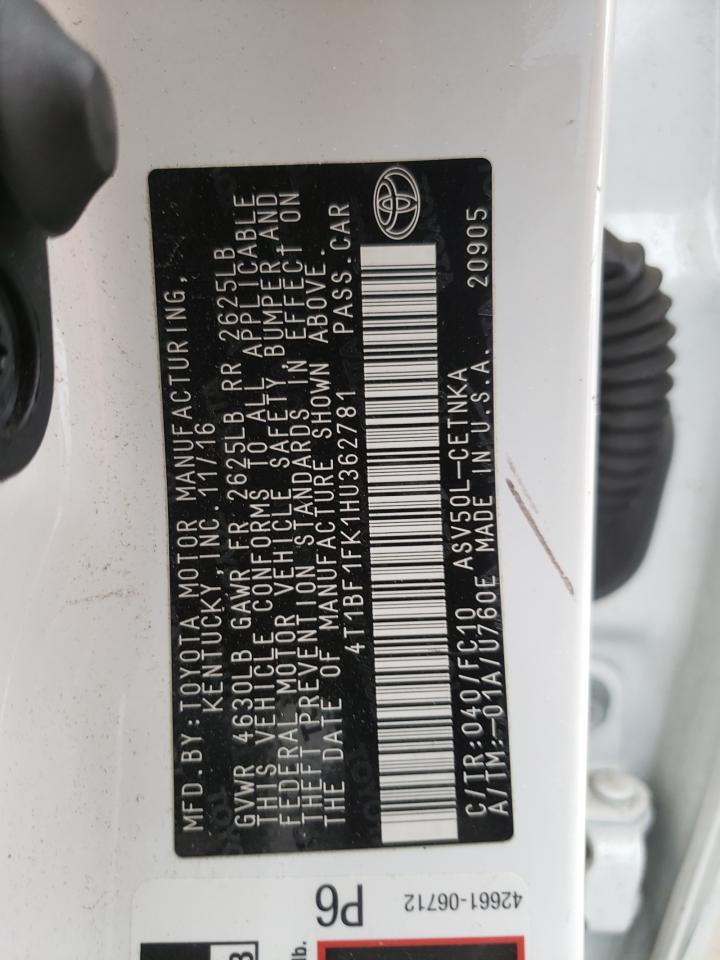 MFD.BY:TOYOTA MOTOR MANUFACTURING,
KENTUCKY, INC. 11/16
GVWR 4630LB GAWR FR 2625LB RR 2625LB
THIS VEHICLE CONFORMS TO ALL APPLICABLE
FEDERAL MOTOR VEHICLE SAFETY, BUMPER, AND
THEFT PREVENTION STANDARDS IN EFFECT ON
THE DATE OF MANUFACTURE SHOWN ABOVE.
4T1BF1FK1HU362781 PASS.CAR
C/TR:040/FC10 ASV50L-CETNKA
A/TM:-01A/U760E MADE IN U.S.A. 20905
P6
42661-06712
lb.